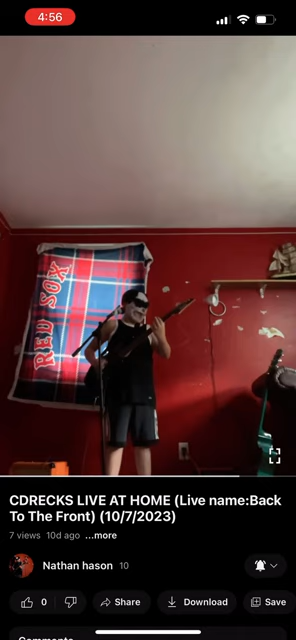 4:56
RED SOX
CDRECKS LIVE AT HOME (Live name:Back
To The Front) (10/7/2023)
7 views 10d ago ...more
Nathan hason 10
0 Share Download Save